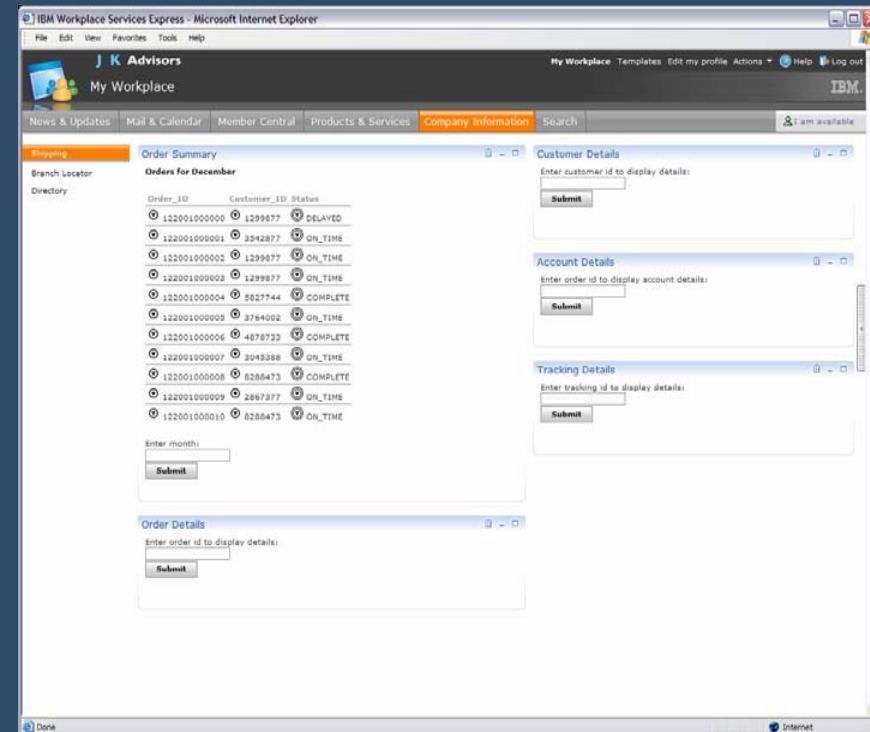 IBM Workplace Services Express - Microsoft Internet Explorer
File Edit View Favorites Tools Help
J K Advisors
My Workplace Templates Edit my profile Actions Help Log out
My Workplace
IBM.
News & Updates Mail & Calendar Member Central Products & Services Company Information Search
I am available
Shipping
Branch Locator
Directory
Order Summary
Orders for December
Order_ID Customer_ID Status
122001000000 1299877 DELAYED
122001000001 3542877 ON_TIME
122001000002 1299877 ON_TIME
122001000003 1299877 ON_TIME
122001000004 5827744 COMPLETE
122001000005 3764002 ON_TIME
122001000006 4878733 COMPLETE
122001000007 3045388 ON_TIME
122001000008 8288473 COMPLETE
122001000009 2867377 ON_TIME
122001000010 8288473 ON_TIME
Enter month:
Submit
Order Details
Enter order id to display details:
Submit
Customer Details
Enter customer id to display details:
Submit
Account Details
Enter order id to display account details:
Submit
Tracking Details
Enter tracking id to display details:
Submit
Done
Internet